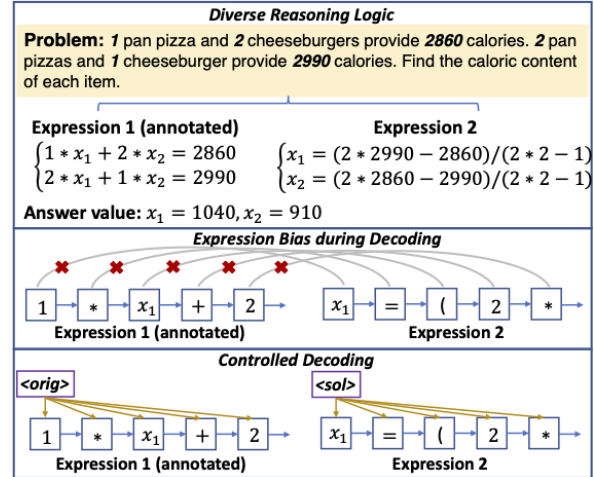 Diverse Reasoning Logic
Problem: 1 pan pizza and 2 cheeseburgers provide 2860 calories. 2 pan
pizzas and 1 cheeseburger provide 2990 calories. Find the caloric content
of each item.
Expression 1 (annotated)
Expression 2
1 * x₁ + 2 * x₂ = 2860
2 * x₁ + 1 * x₂ = 2990
x₁ = (2 * 2990 − 2860)/(2 * 2 − 1)
x₂ = (2 * 2860 − 2990)/(2 * 2 − 1)
Answer value: x₁ = 1040, x₂ = 910
Expression Bias during Decoding
1 * x₁ + 2
x₁ = ( 2 *
Expression 1 (annotated)
Expression 2
Controlled Decoding
<orig>
<sol>
1 * x₁ + 2
x₁ = ( 2 *
Expression 1 (annotated)
Expression 2